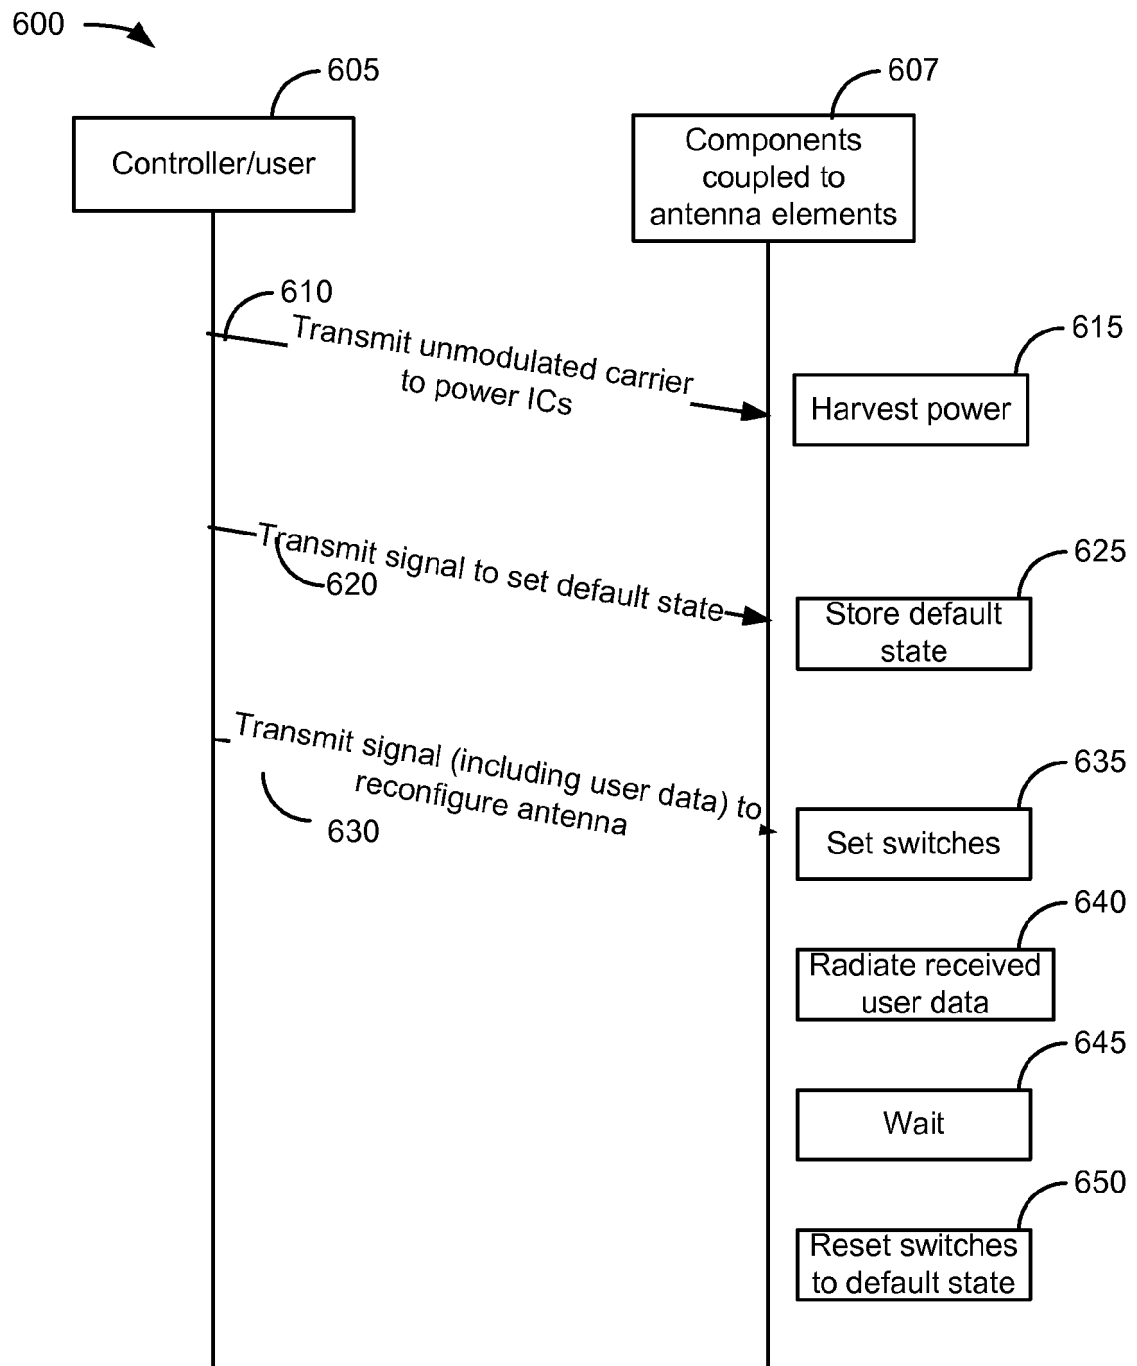 600
605
607
Controller/user
Components
coupled to
antenna elements
610
Transmit unmodulated carrier
to power ICs
615
Harvest power
Transmit signal to set default state
620
625
Store default
state
Transmit signal (including user data) to
reconfigure antenna
630
635
Set switches
640
Radiate received
user data
645
Wait
650
Reset switches
to default state